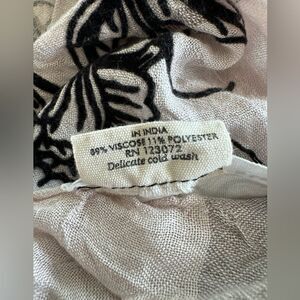 IN INDIA
89% VISCOSE 11% POLYESTER
RN 123072
Delicate cold wash